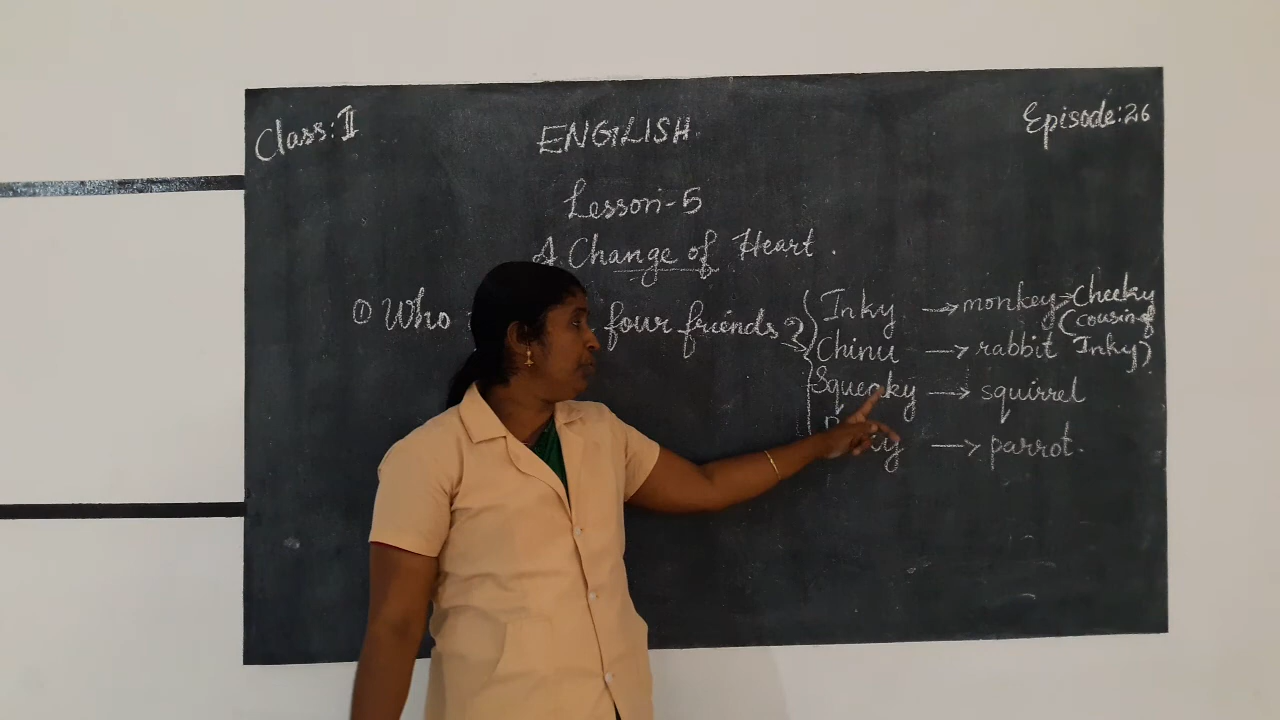 Class:II
ENGLISH
Episode:26
Lesson-5
A Change of Heart.
① Who four friends?
Inky → monkey → Cheeky
(cousin of
Chinu → rabbit Inky)
Squeaky → squirrel
→ parrot.